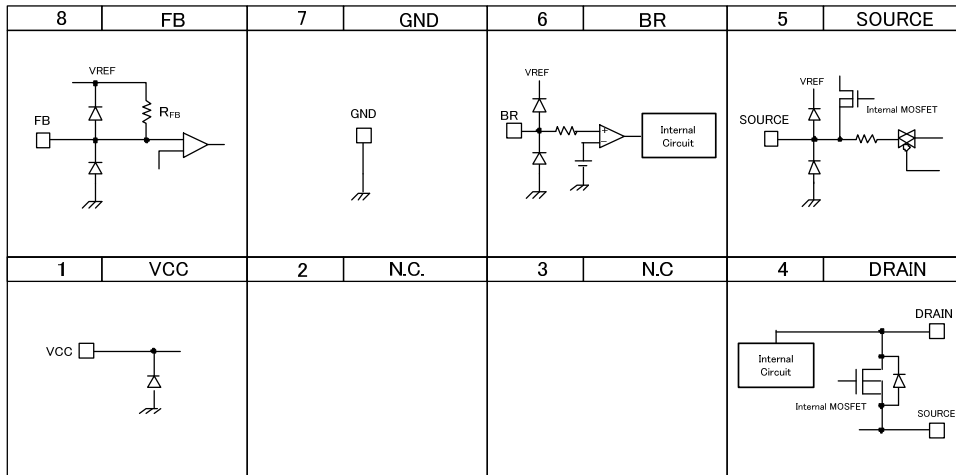 8 FB 7 GND 6 BR 5 SOURCE
VREF
FB
RFB
GND
VREF
BR
+
-
Internal
Circuit
VREF
Internal MOSFET
SOURCE
1 VCC 2 N.C. 3 N.C 4 DRAIN
VCC
DRAIN
Internal
Circuit
Internal MOSFET
SOURCE